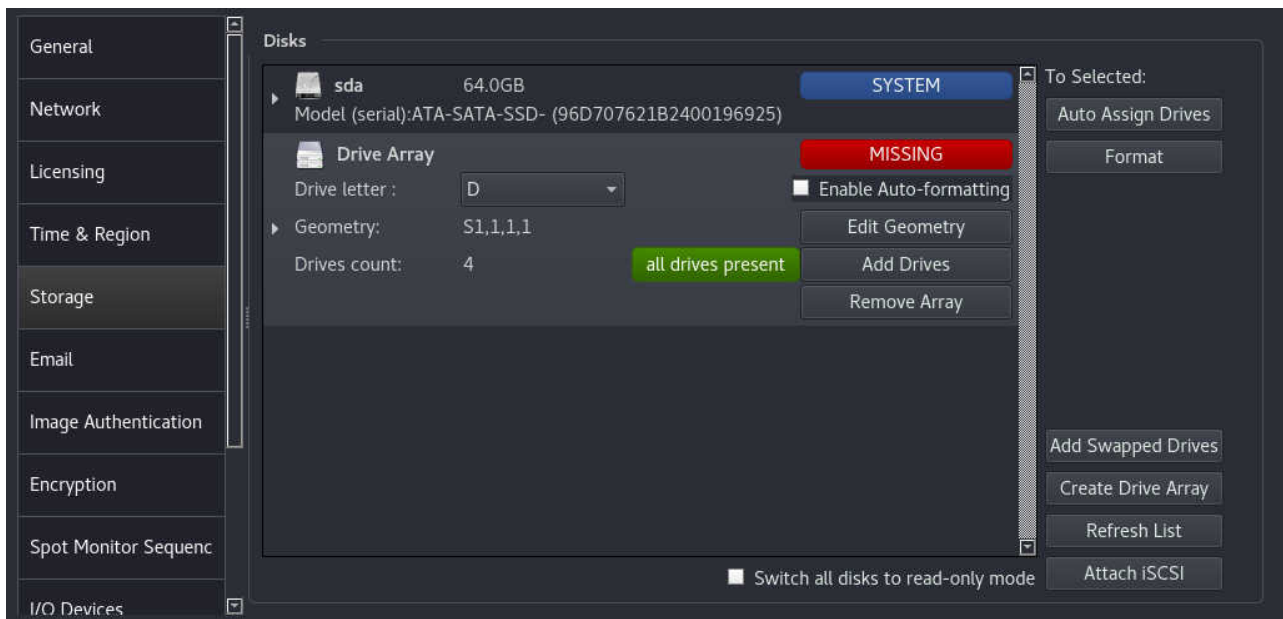 General
Network
Licensing
Time & Region
Storage
Email
Image Authentication
Encryption
Spot Monitor Sequenc
I/O Devices
Disks
sda 64.0GB SYSTEM
Model (serial):ATA-SATA-SSD- (96D707621B2400196925)
Drive Array MISSING
Drive letter : D Enable Auto-formatting
Geometry: S1,1,1,1 Edit Geometry
Drives count: 4 all drives present Add Drives
Remove Array
Switch all disks to read-only mode
To Selected:
Auto Assign Drives
Format
Add Swapped Drives
Create Drive Array
Refresh List
Attach iSCSI